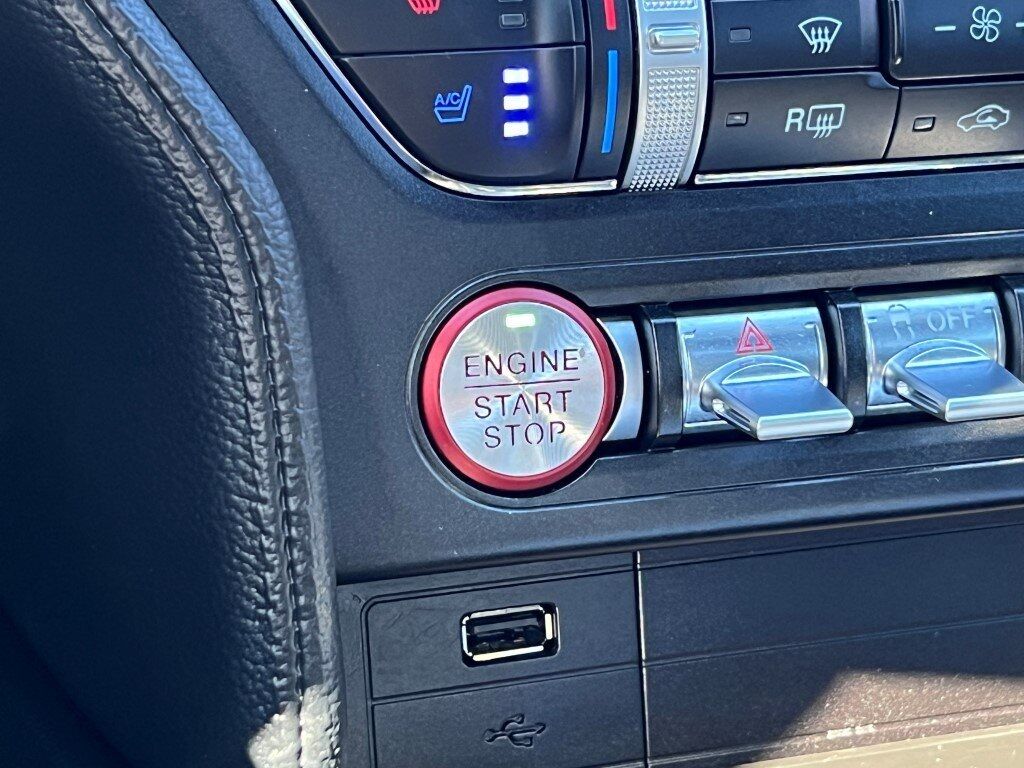 A/C
R
OFF
ENGINE
START
STOP